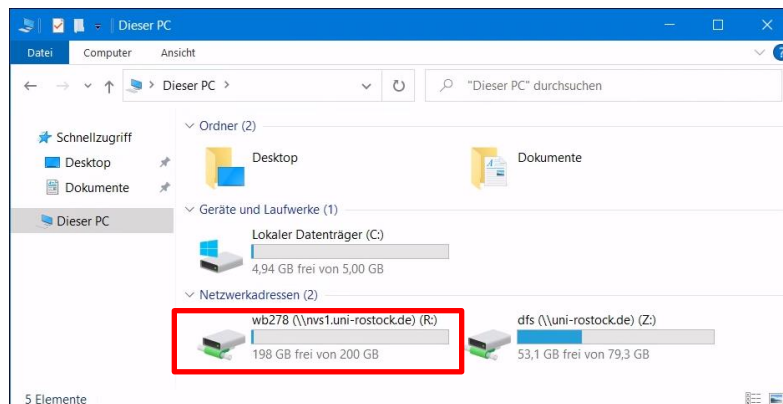 Dieser PC
Datei Computer Ansicht
Dieser PC "Dieser PC" durchsuchen
Schnellzugriff
Desktop
Dokumente
Dieser PC
Ordner (2)
Desktop Dokumente
Geräte und Laufwerke (1)
Lokaler Datenträger (C:)
4,94 GB frei von 5,00 GB
Netzwerkadressen (2)
wb278 (\\nvs1.uni-rostock.de) (R:)
198 GB frei von 200 GB
dfs (\\uni-rostock.de) (Z:)
53,1 GB frei von 79,3 GB
5 Elemente